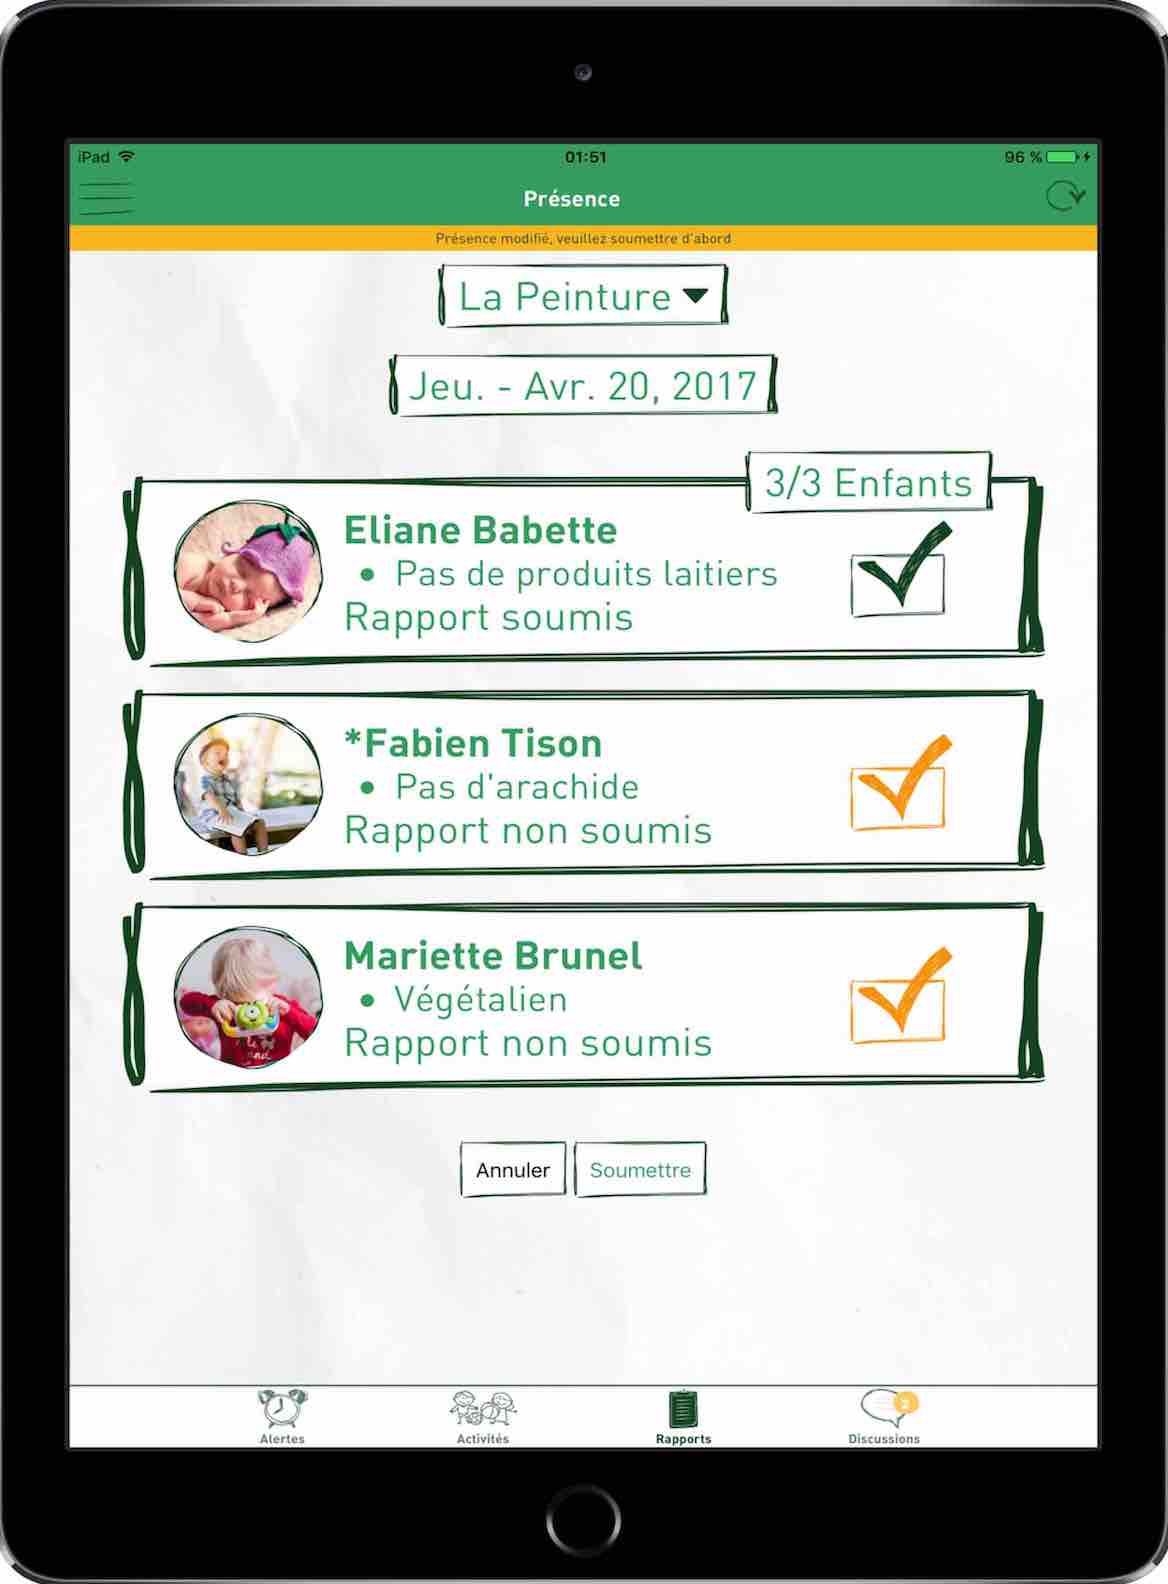 iPad 01:51 96 %
Présence
Présence modifié, veuillez soumettre d'abord
La Peinture
Jeu. - Avr. 20, 2017
3/3 Enfants
Eliane Babette
• Pas de produits laitiers
Rapport soumis
*Fabien Tison
• Pas d'arachide
Rapport non soumis
Mariette Brunel
• Végétalien
Rapport non soumis
Annuler Soumettre
2
Alertes Activités Rapports Discussions